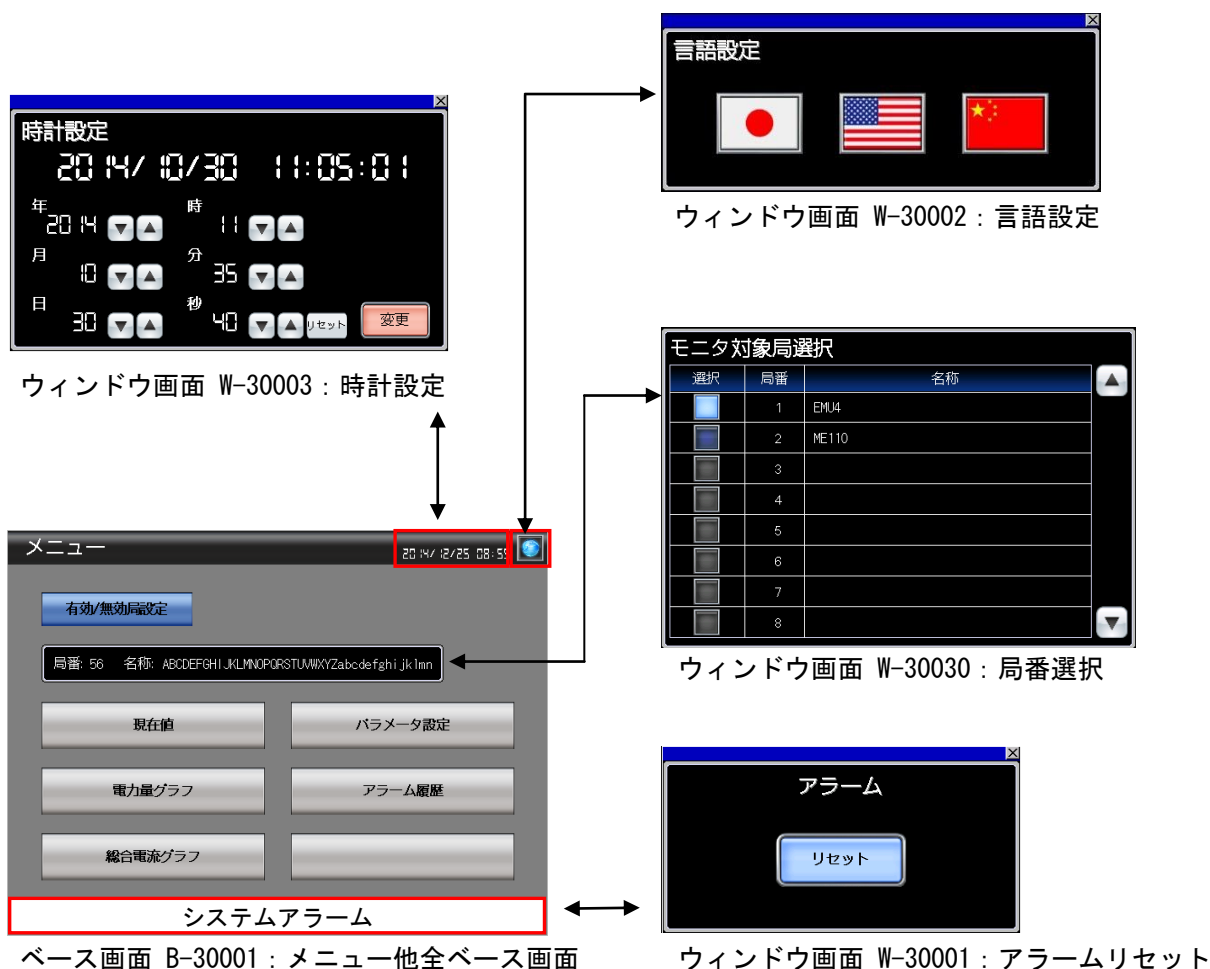 言語設定
ウィンドウ画面 W-30002：言語設定
時計設定
2014/10/30 11:05:01
年 2014 ▼ ▲ 時 11 ▼ ▲
月 10 ▼ ▲ 分 35 ▼ ▲
日 30 ▼ ▲ 秒 40 ▼ ▲ リセット 変更
ウィンドウ画面 W-30003：時計設定
モニタ対象局選択
選択 局番 名称 ▲
1 EMU4
2 ME110
3
4
5
6
7
8 ▼
ウィンドウ画面 W-30030：局番選択
メニュー 2014/12/25 08:55
有効/無効局設定
局番: 56 名称: ABCDEFGHIJKLMNOPQRSTUVWXYZabcdefghijklmn
現在値 パラメータ設定
電力量グラフ アラーム履歴
総合電流グラフ
システムアラーム
ベース画面 B-30001：メニュー他全ベース画面
アラーム
リセット
ウィンドウ画面 W-30001：アラームリセット